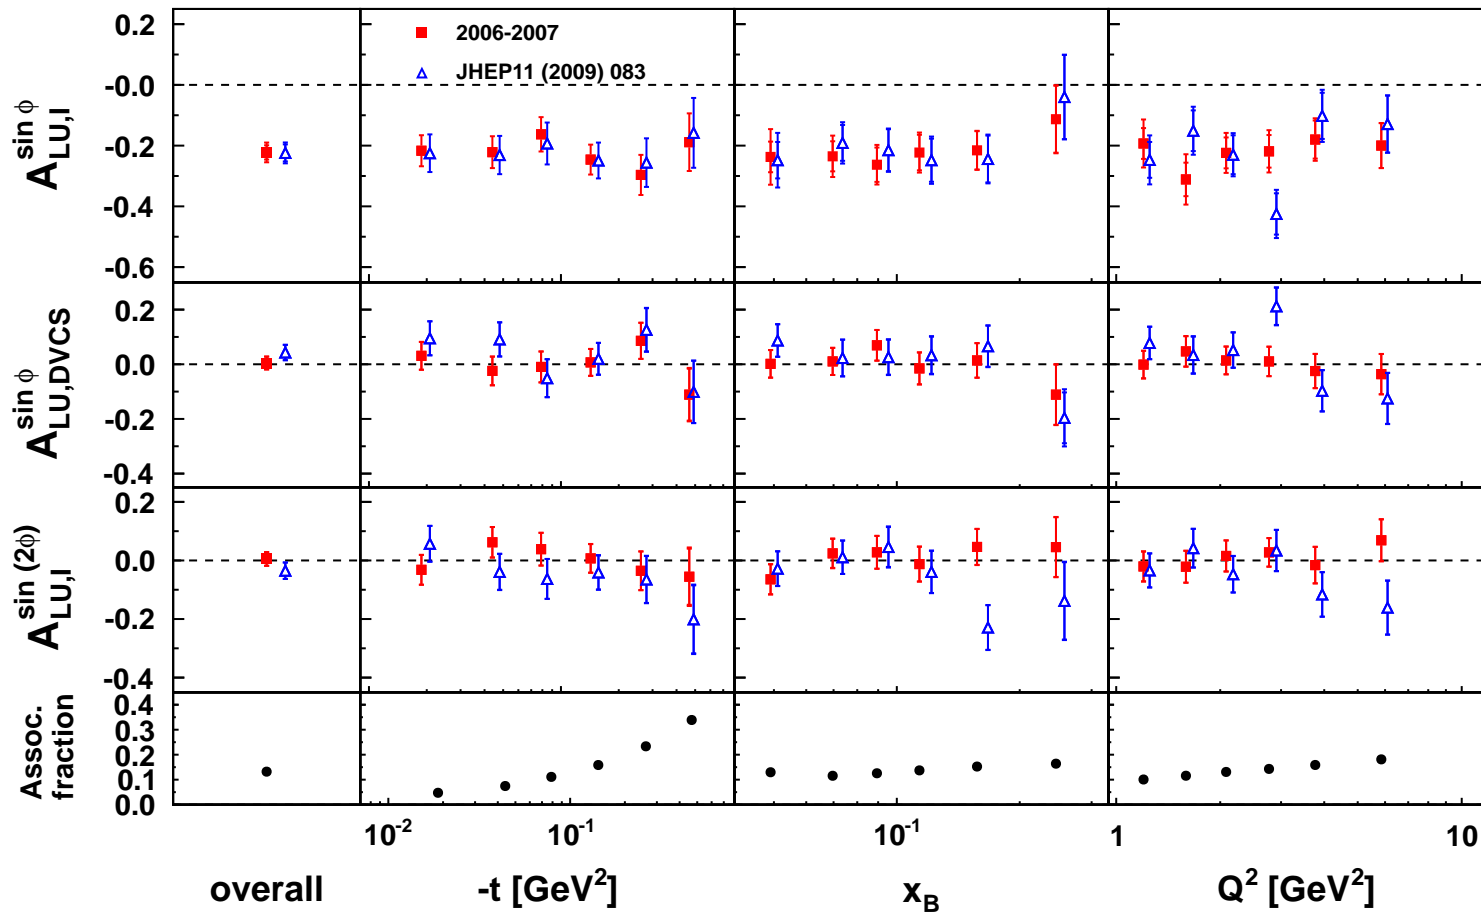 2006-2007
JHEP11 (2009) 083
A_{LU,I}^{sin ϕ}
0.2
-0.0
-0.2
-0.4
-0.6
A_{LU,DVCS}^{sin ϕ}
0.2
0.0
-0.2
-0.4
A_{LU,I}^{sin (2ϕ)}
0.2
0.0
-0.2
-0.4
Assoc.
fraction
0.4
0.3
0.2
0.1
0.0
10^{-2} 10^{-1} 10^{-1} 1 10
overall -t [GeV^2] x_B Q^2 [GeV^2]